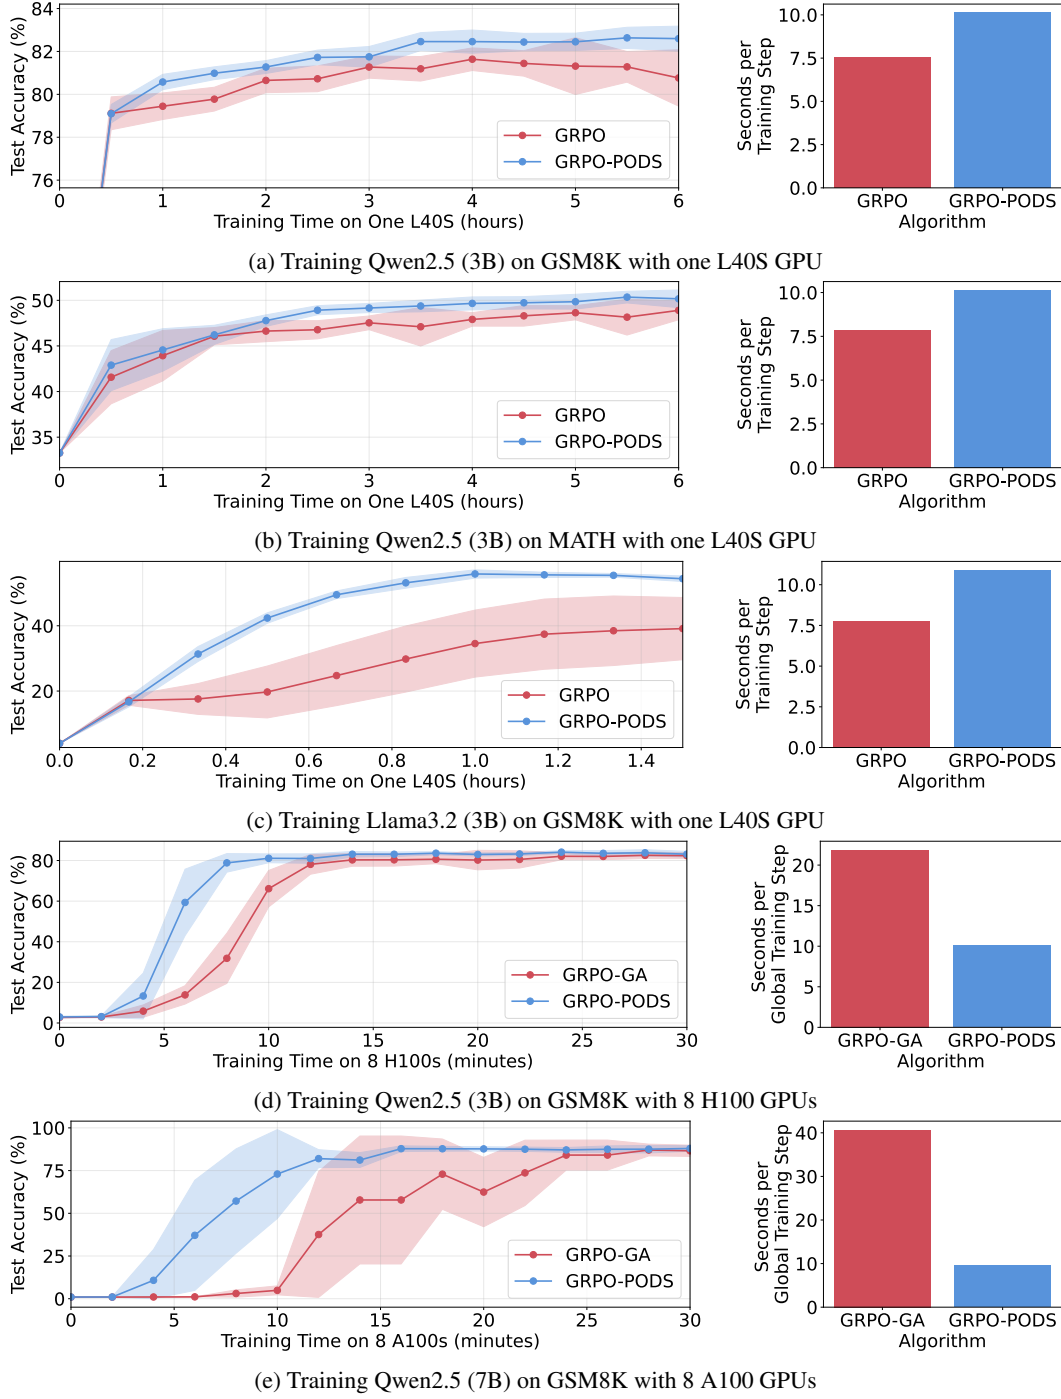 84
82
80
78
76
Test Accuracy (%)
GRPO
GRPO-PODS
0 1 2 3 4 5 6
Training Time on One L40S (hours)
10.0
7.5
5.0
2.5
0.0
Seconds per
Training Step
GRPO GRPO-PODS
Algorithm
(a) Training Qwen2.5 (3B) on GSM8K with one L40S GPU
50
45
40
35
Test Accuracy (%)
GRPO
GRPO-PODS
0 1 2 3 4 5 6
Training Time on One L40S (hours)
10.0
7.5
5.0
2.5
0.0
Seconds per
Training Step
GRPO GRPO-PODS
Algorithm
(b) Training Qwen2.5 (3B) on MATH with one L40S GPU
40
20
Test Accuracy (%)
GRPO
GRPO-PODS
0.0 0.2 0.4 0.6 0.8 1.0 1.2 1.4
Training Time on One L40S (hours)
10.0
7.5
5.0
2.5
0.0
Seconds per
Training Step
GRPO GRPO-PODS
Algorithm
(c) Training Llama3.2 (3B) on GSM8K with one L40S GPU
80
60
40
20
0
Test Accuracy (%)
GRPO-GA
GRPO-PODS
0 5 10 15 20 25 30
Training Time on 8 H100s (minutes)
20
15
10
5
0
Seconds per
Global Training Step
GRPO-GA GRPO-PODS
Algorithm
(d) Training Qwen2.5 (3B) on GSM8K with 8 H100 GPUs
100
75
50
25
0
Test Accuracy (%)
GRPO-GA
GRPO-PODS
0 5 10 15 20 25 30
Training Time on 8 A100s (minutes)
40
30
20
10
0
Seconds per
Global Training Step
GRPO-GA GRPO-PODS
Algorithm
(e) Training Qwen2.5 (7B) on GSM8K with 8 A100 GPUs